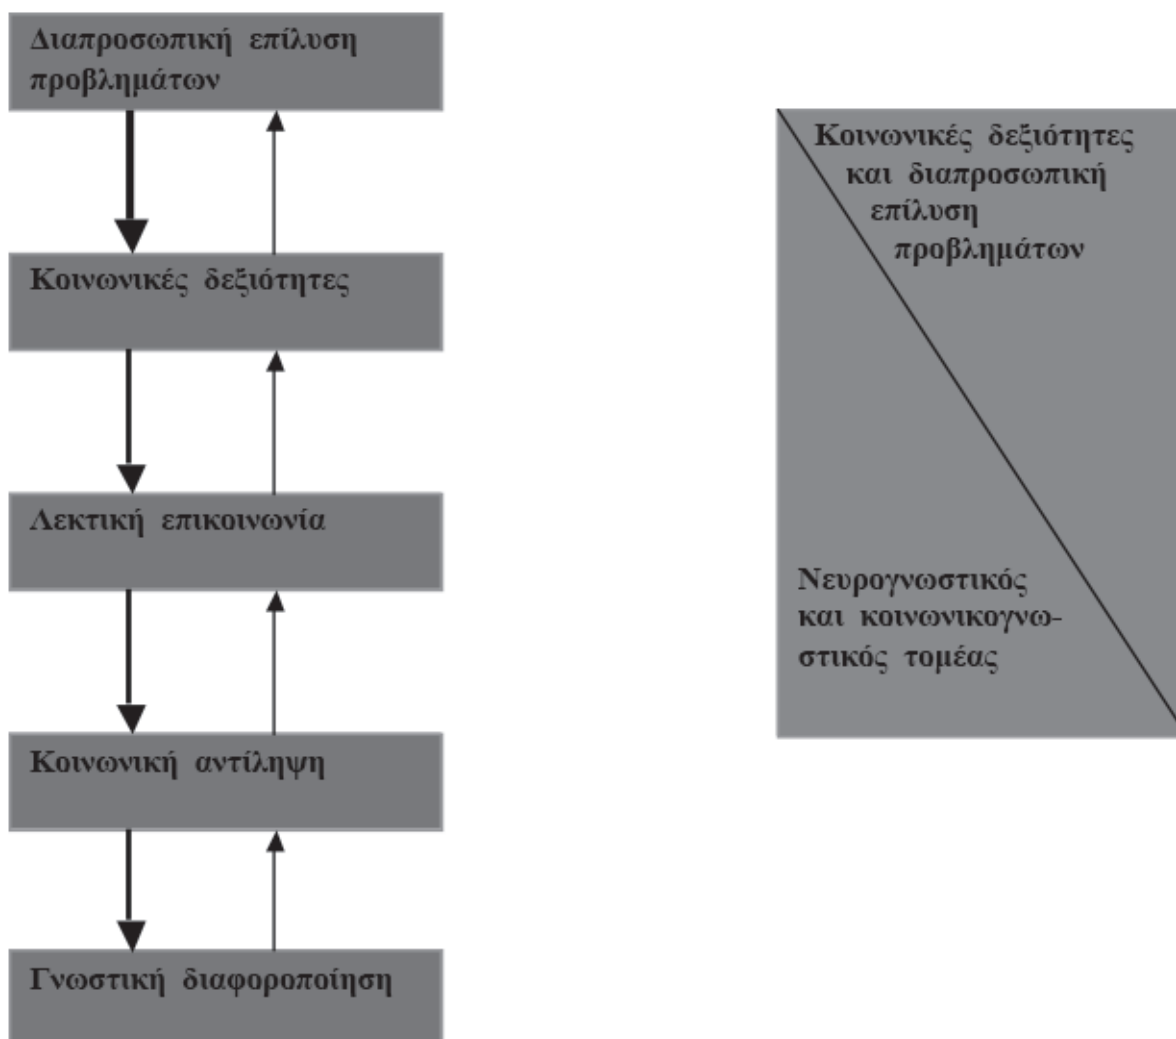 Διαπροσωπική επίλυση
προβλημάτων
Κοινωνικές δεξιότητες
Λεκτική επικοινωνία
Κοινωνική αντίληψη
Γνωστική διαφοροποίηση
Κοινωνικές δεξιότητες
και διαπροσωπική
επίλυση
προβλημάτων
Νευρογνωστικός
και κοινωνικογνω-
στικός τομέας